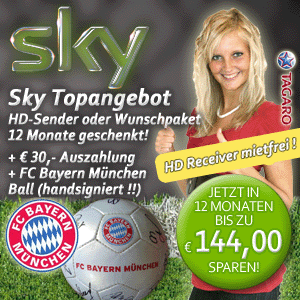 sky
TAGARO
Sky Topangebot
HD-Sender oder Wunschpaket
12 Monate geschenkt!
+ € 30,- Auszahlung
+ FC Bayern München
Ball (handsigniert !!)
HD Receiver mietfrei !
JETZT IN
12 MONATEN
BIS ZU
€ 144,00
SPAREN!
FC BAYERN
MÜNCHEN
FC BAYERN MÜNCHEN